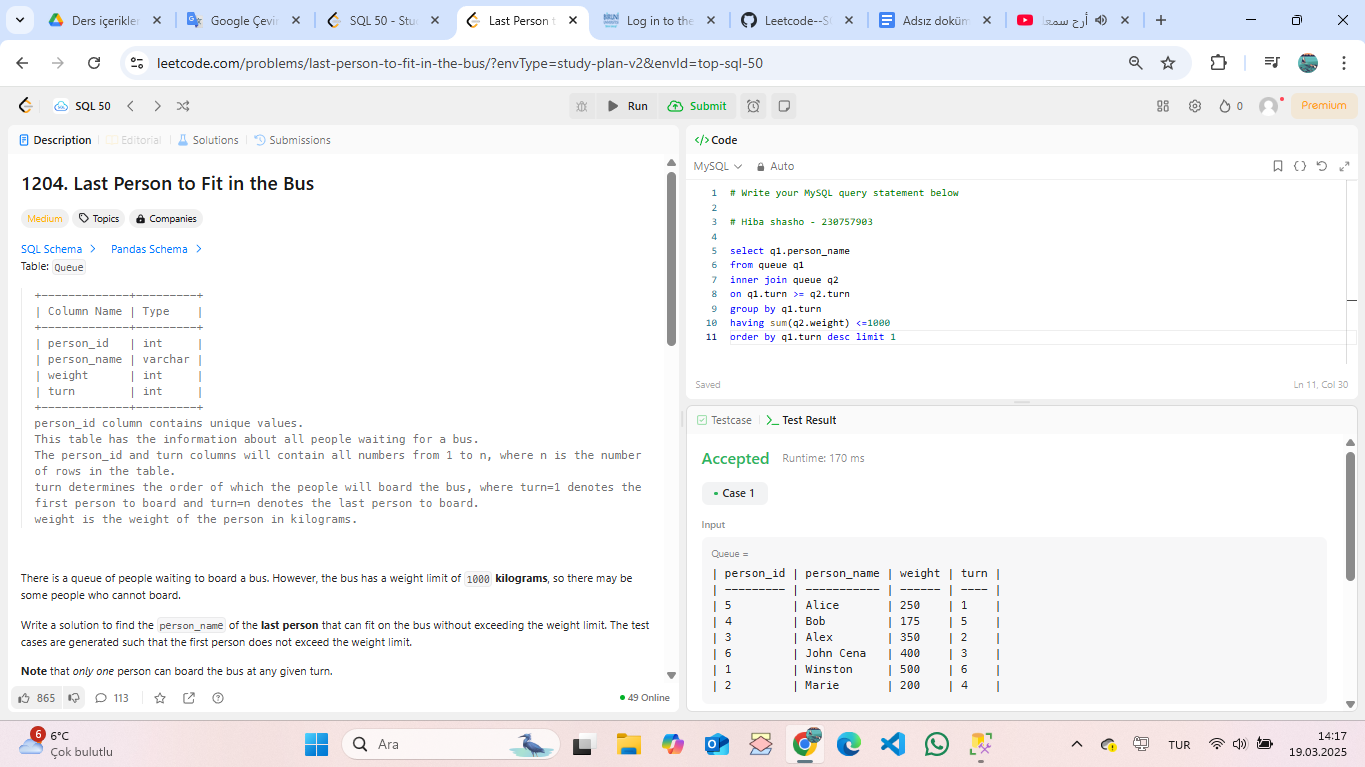 Ders içerikler
Google Çevir
SQL 50 - Stu
Last Person t
Log in to the
Leetcode--S
Adsız doküm
أرح سمعا
leetcode.com/problems/last-person-to-fit-in-the-bus/?envType=study-plan-v2&envId=top-sql-50
SQL 50
Run
Submit
0
Premium
Description
Editorial
Solutions
Submissions
1204. Last Person to Fit in the Bus
Medium
Topics
Companies
SQL Schema
Pandas Schema
Table: Queue
+-------------+---------+
| Column Name | Type    |
+-------------+---------+
| person_id   | int     |
| person_name | varchar |
| weight      | int     |
| turn        | int     |
+-------------+---------+
person_id column contains unique values.
This table has the information about all people waiting for a bus.
The person_id and turn columns will contain all numbers from 1 to n, where n is the number
of rows in the table.
turn determines the order of which the people will board the bus, where turn=1 denotes the
first person to board and turn=n denotes the last person to board.
weight is the weight of the person in kilograms.
There is a queue of people waiting to board a bus. However, the bus has a weight limit of 1000 kilograms, so there may be
some people who cannot board.
Write a solution to find the person_name of the last person that can fit on the bus without exceeding the weight limit. The test
cases are generated such that the first person does not exceed the weight limit.
Note that only one person can board the bus at any given turn.
865
113
49 Online
Code
MySQL
Auto
1 # Write your MySQL query statement below
2
3 # Hiba shasho - 230757903
4
5 select q1.person_name
6 from queue q1
7 inner join queue q2
8 on q1.turn >= q2.turn
9 group by q1.turn
10 having sum(q2.weight) <=1000
11 order by q1.turn desc limit 1
Saved
Ln 11, Col 30
Testcase
Test Result
Accepted
Runtime: 170 ms
• Case 1
Input
Queue =
| person_id | person_name | weight | turn |
| --------- | ----------- | ------ | ---- |
| 5         | Alice       | 250    | 1    |
| 4         | Bob         | 175    | 5    |
| 3         | Alex        | 350    | 2    |
| 6         | John Cena   | 400    | 3    |
| 1         | Winston     | 500    | 6    |
| 2         | Marie       | 200    | 4    |
6
6°C
Çok bulutlu
Ara
TUR
14:17
19.03.2025